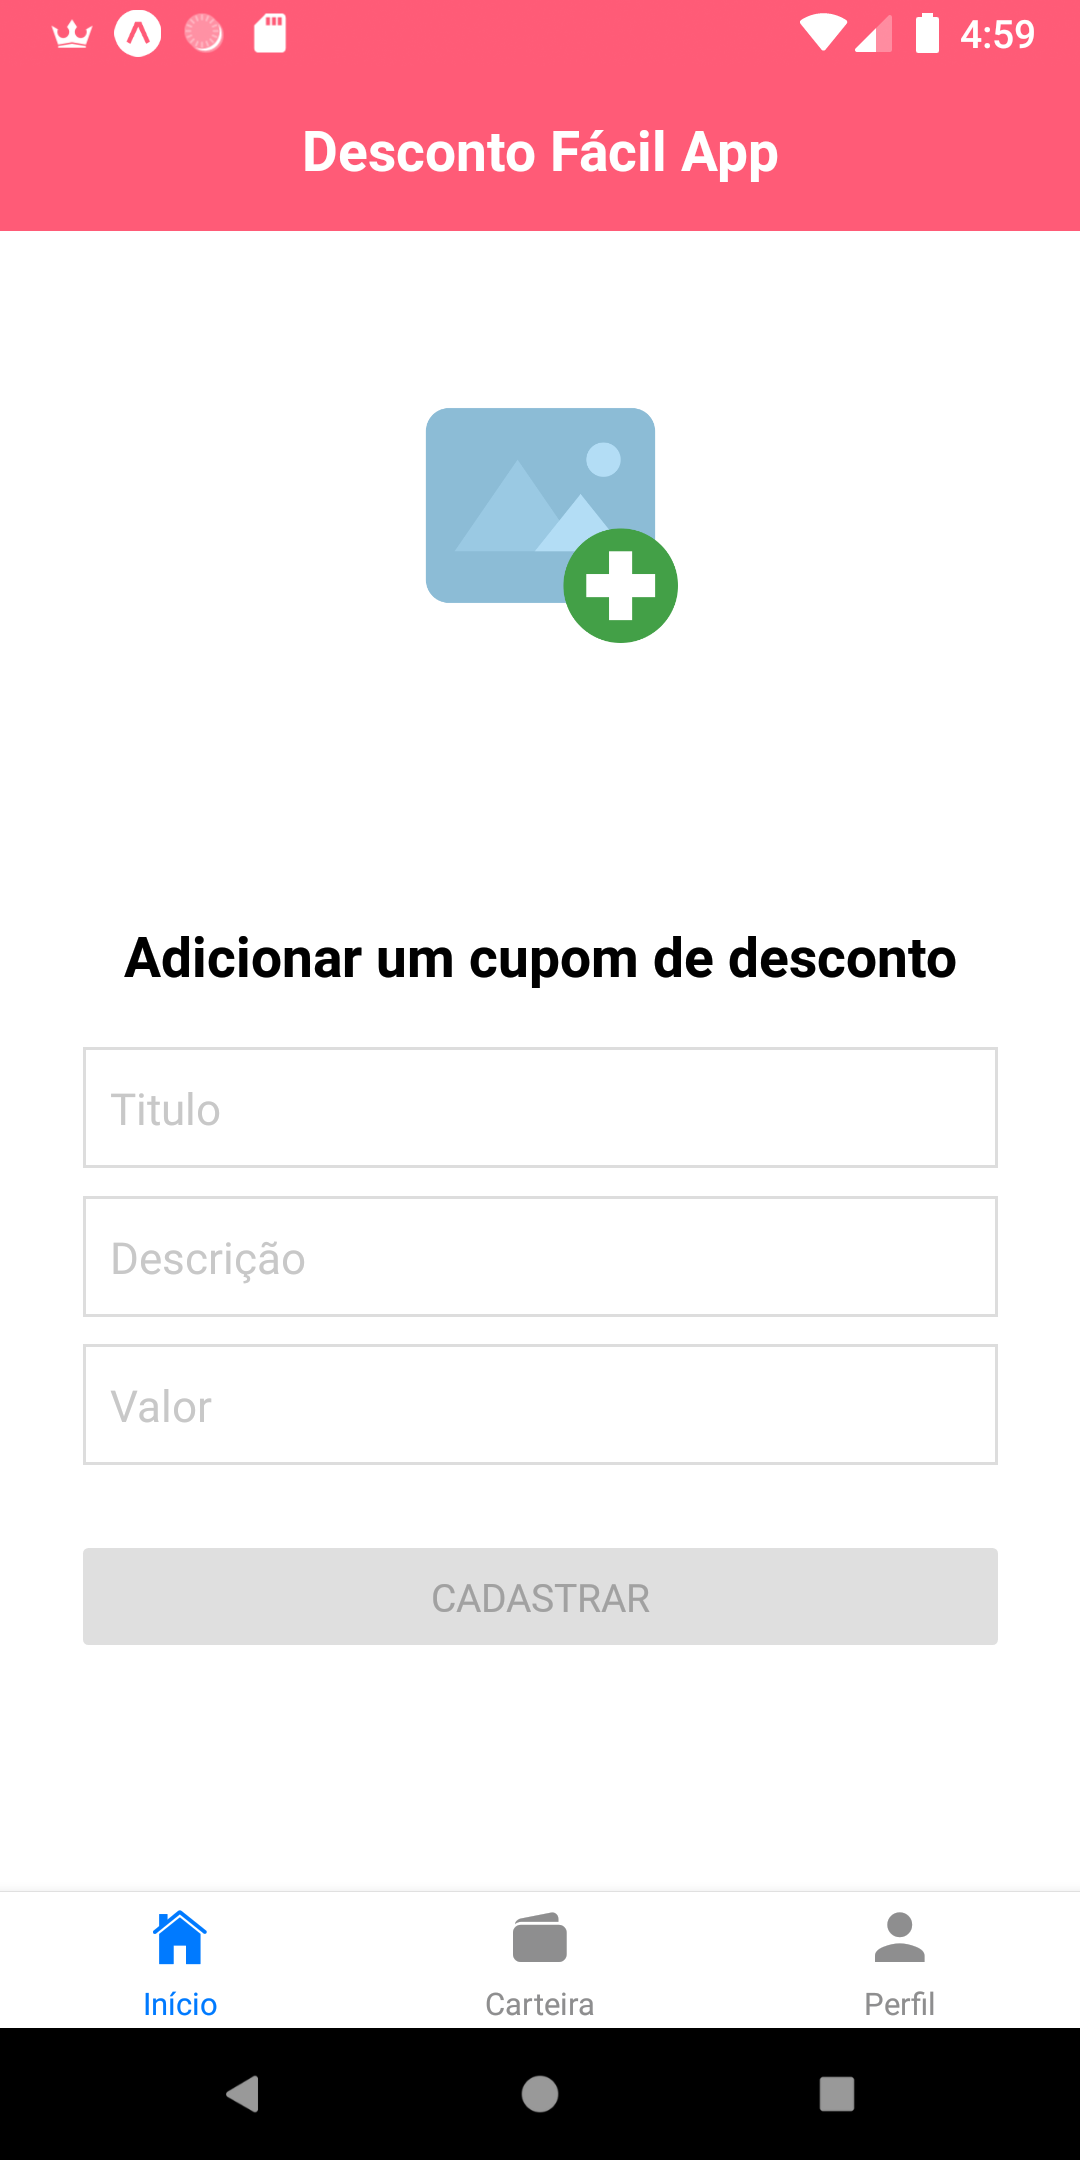 4:59
Desconto Fácil App
Adicionar um cupom de desconto
Titulo
Descrição
Valor
CADASTRAR
Início
Carteira
Perfil